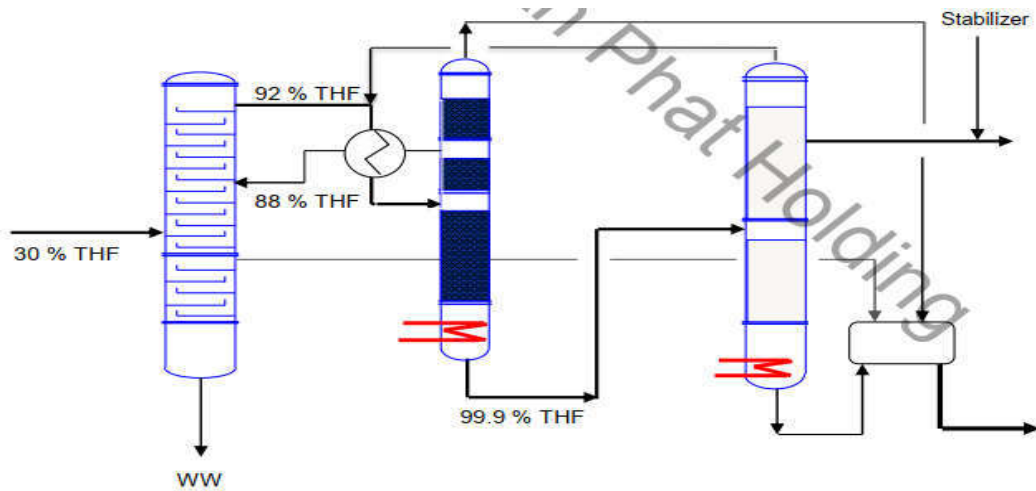 Stabilizer
92 % THF
88 % THF
30 % THF
99.9 % THF
WW
Phat Holding